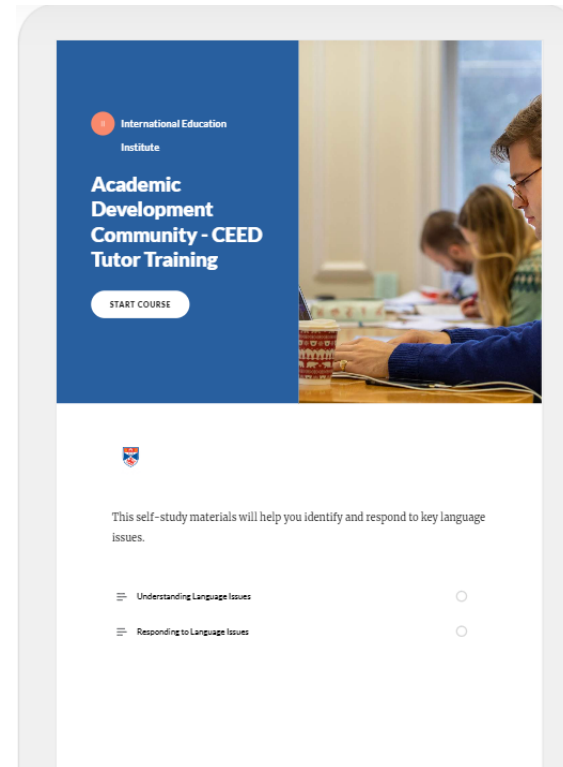 International Education
Institute
Academic
Development
Community - CEED
Tutor Training
START COURSE
This self-study materials will help you identify and respond to key language
issues.
Understanding Language Issues
Responding to Language Issues